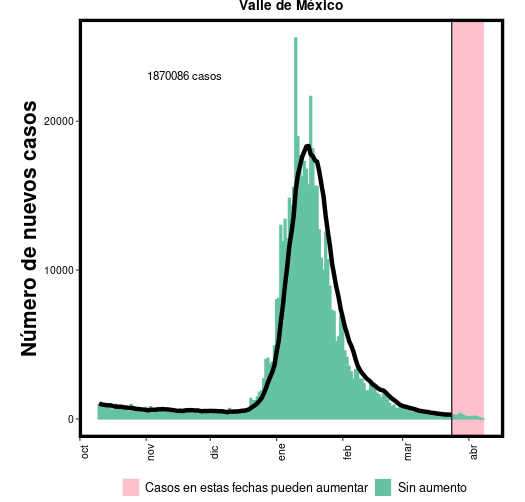 Valle de México
1870086 casos
Número de nuevos casos
20000
10000
0
oct
nov
dic
ene
feb
mar
abr
Casos en estas fechas pueden aumentar
Sin aumento